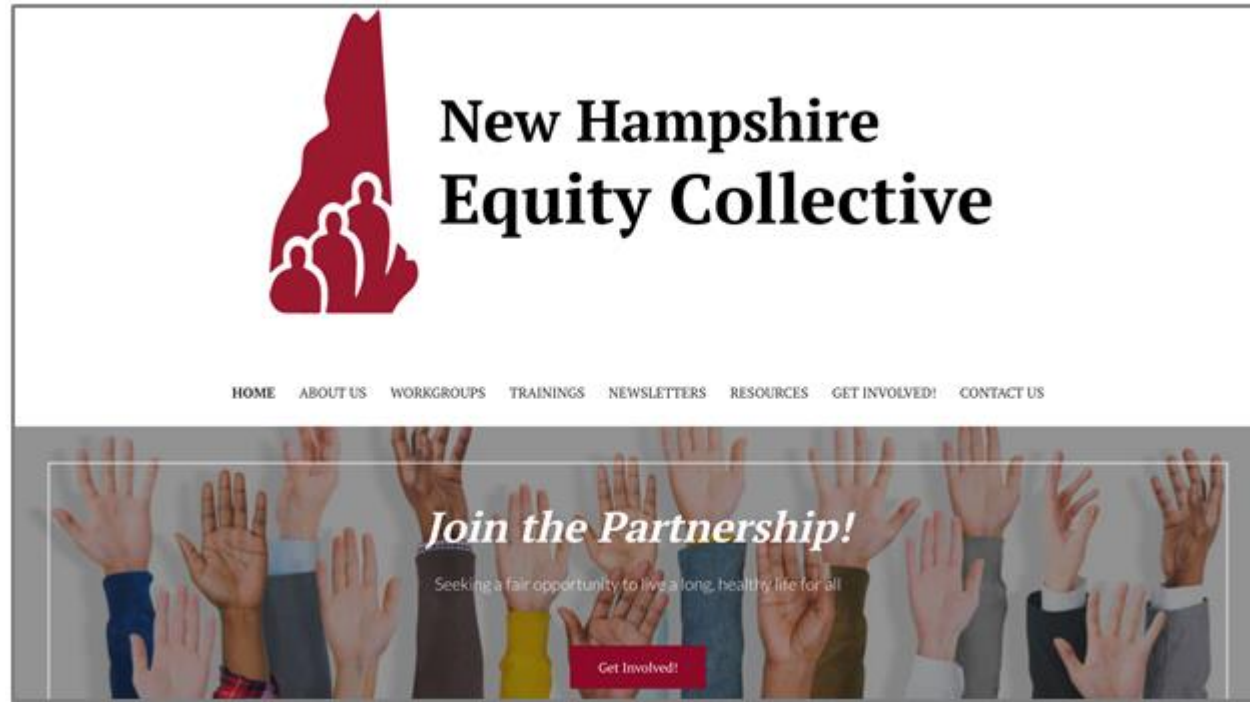 New Hampshire
Equity Collective
HOME ABOUT US WORKGROUPS TRAININGS NEWSLETTERS RESOURCES GET INVOLVED! CONTACT US
Join the Partnership!
Seeking a fair opportunity to live a long, healthy life for all
Get Involved!